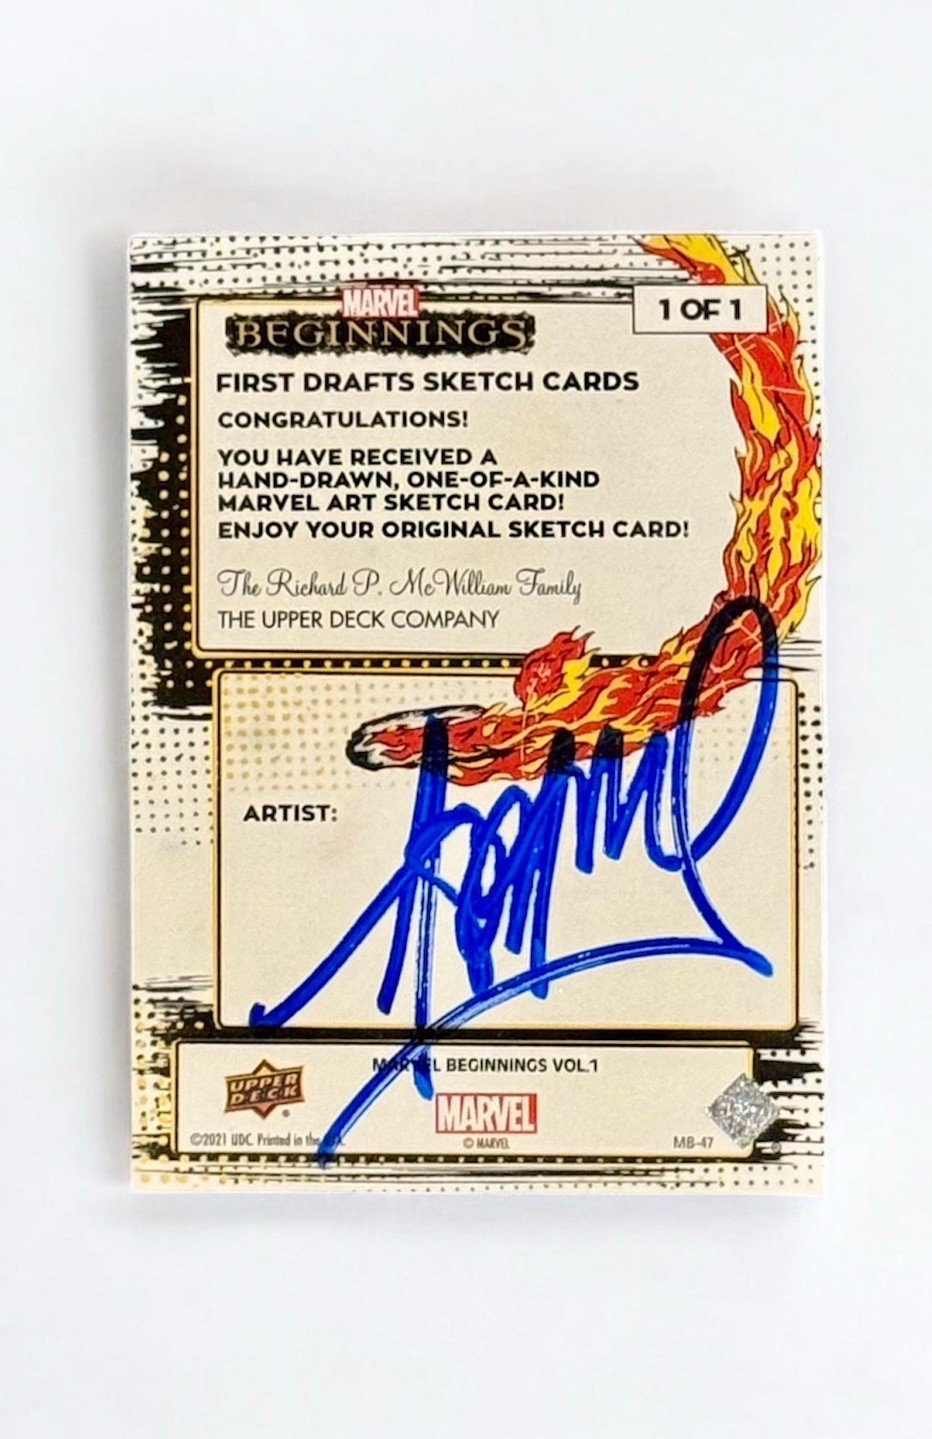 MARVEL
BEGINNINGS
1 OF 1
FIRST DRAFTS SKETCH CARDS
CONGRATULATIONS!
YOU HAVE RECEIVED A
HAND-DRAWN, ONE-OF-A-KIND
MARVEL ART SKETCH CARD!
ENJOY YOUR ORIGINAL SKETCH CARD!
The Richard P. McWilliam Family
THE UPPER DECK COMPANY
ARTIST:
MARVEL BEGINNINGS VOL.1
UPPER
DECK
®
MARVEL
©2021 UDC. Printed in the
© MARVEL
MB-47